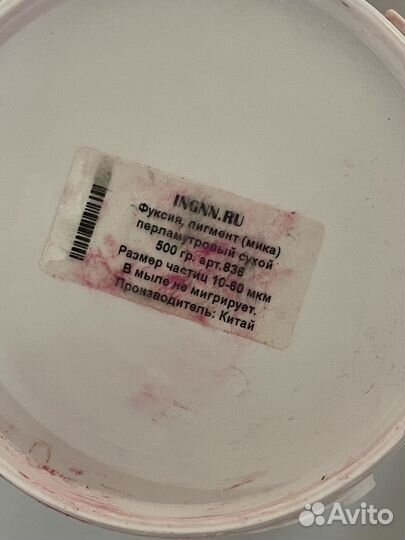 INGNN.RU
Фуксия, пигмент (мика)
перламутровый сухой
500 гр. арт.836
Размер частиц 10-60 мкм
В мыле не мигрирует.
Производитель: Китай
Avito